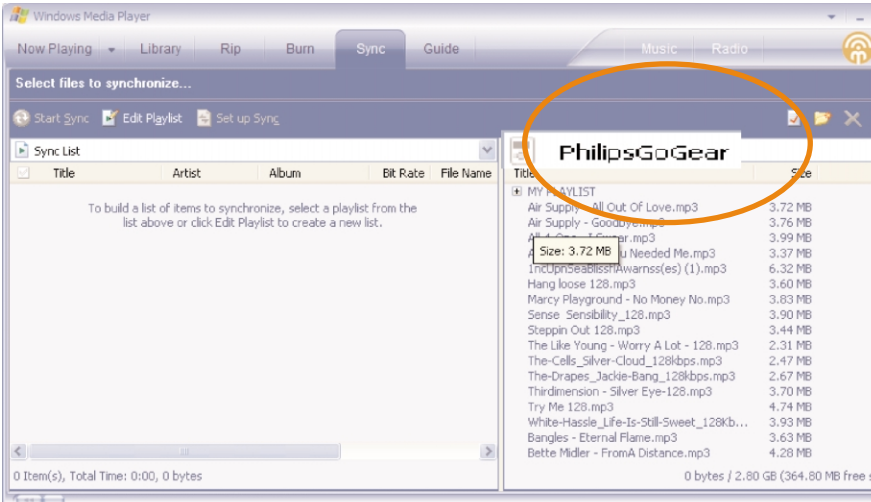 Windows Media Player
Now Playing Library Rip Burn Sync Guide Music Radio
Select files to synchronize...
Start Sync Edit Playlist Set up Sync
Sync List
PhilipsGoGear
Title Artist Album Bit Rate File Name
To build a list of items to synchronize, select a playlist from the
list above or click Edit Playlist to create a new list.
0 Item(s), Total Time: 0:00, 0 bytes
Title Size
MY PLAYLIST
Air Supply - All Out Of Love.mp3 3.72 MB
Air Supply - Goodbye.mp3 3.76 MB
Swear.mp3 3.99 MB
Size: 3.72 MB
Needed Me.mp3 3.37 MB
(1).mp3 6.32 MB
Hang loose 128.mp3 3.60 MB
Marcy Playground - No Money No.mp3 3.83 MB
Sense Sensibility_128.mp3 3.90 MB
Steppin Out 128.mp3 3.44 MB
The Like Young - Worry A Lot - 128.mp3 2.31 MB
The-Cells_Silver-Cloud_128kbps.mp3 2.47 MB
The-Drapes_Jackie-Bang_128kbps.mp3 2.67 MB
Thirdimension - Silver Eye-128.mp3 3.70 MB
Try Me 128.mp3 4.74 MB
White-Hassle_Life-Is-Still-Sweet_128Kb... 3.93 MB
Bangles - Eternal Flame.mp3 3.63 MB
Bette Midler - FromA Distance.mp3 4.28 MB
0 bytes / 2.80 GB (364.80 MB free